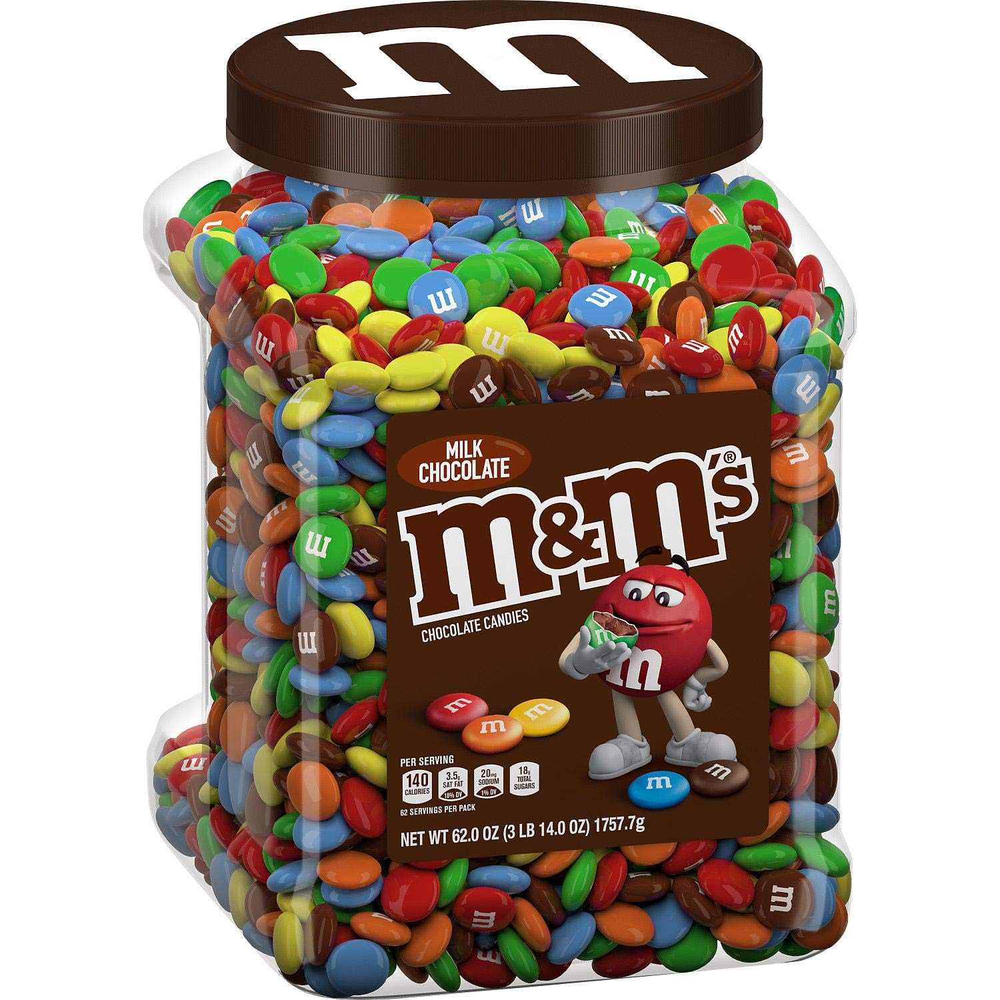 m
MILK
CHOCOLATE
m&m's®
CHOCOLATE CANDIES
m
m
m
m
m
m
m
PER SERVING
140
CALORIES
3.5g
SAT FAT
18% DV
20mg
SODIUM
1% DV
18g
TOTAL
SUGARS
62 SERVINGS PER PACK
NET WT 62.0 OZ (3 LB 14.0 OZ) 1757.7g